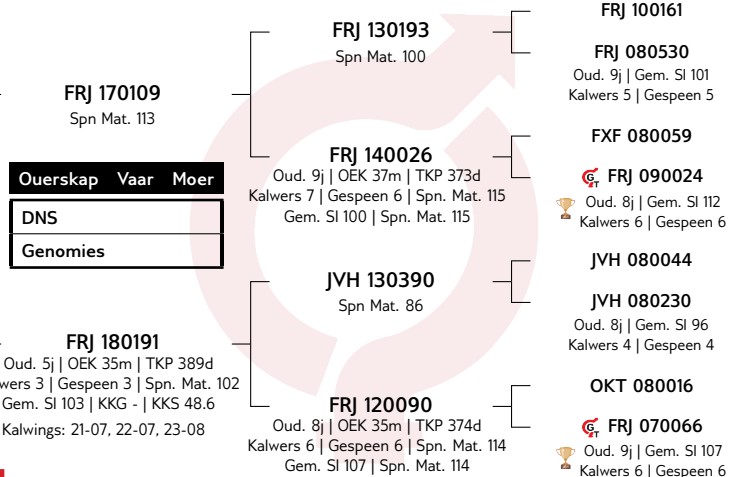 FRJ 170109
Spn Mat. 113
Ouerskap Vaar Moer
DNS
Genomies
FRJ 180191
Oud. 5j | OEK 35m | TKP 389d
wers 3 | Gespeen 3 | Spn. Mat. 102
Gem. SI 103 | KKG - | KKS 48.6
Kalwings: 21-07, 22-07, 23-08
FRJ 130193
Spn Mat. 100
FRJ 140026
Oud. 9j | OEK 37m | TKP 373d
Kalwers 7 | Gespeen 6 | Spn. Mat. 115
Gem. SI 100 | Spn. Mat. 115
JVH 130390
Spn Mat. 86
FRJ 120090
Oud. 8j | OEK 35m | TKP 374d
Kalwers 6 | Gespeen 6 | Spn. Mat. 114
Gem. SI 107 | Spn. Mat. 114
FRJ 100161
FRJ 080530
Oud. 9j | Gem. SI 101
Kalwers 5 | Gespeen 5
FXF 080059
GT FRJ 090024
Oud. 8j | Gem. SI 112
Kalwers 6 | Gespeen 6
JVH 080044
JVH 080230
Oud. 8j | Gem. SI 96
Kalwers 4 | Gespeen 4
OKT 080016
GT FRJ 070066
Oud. 9j | Gem. SI 107
Kalwers 6 | Gespeen 6